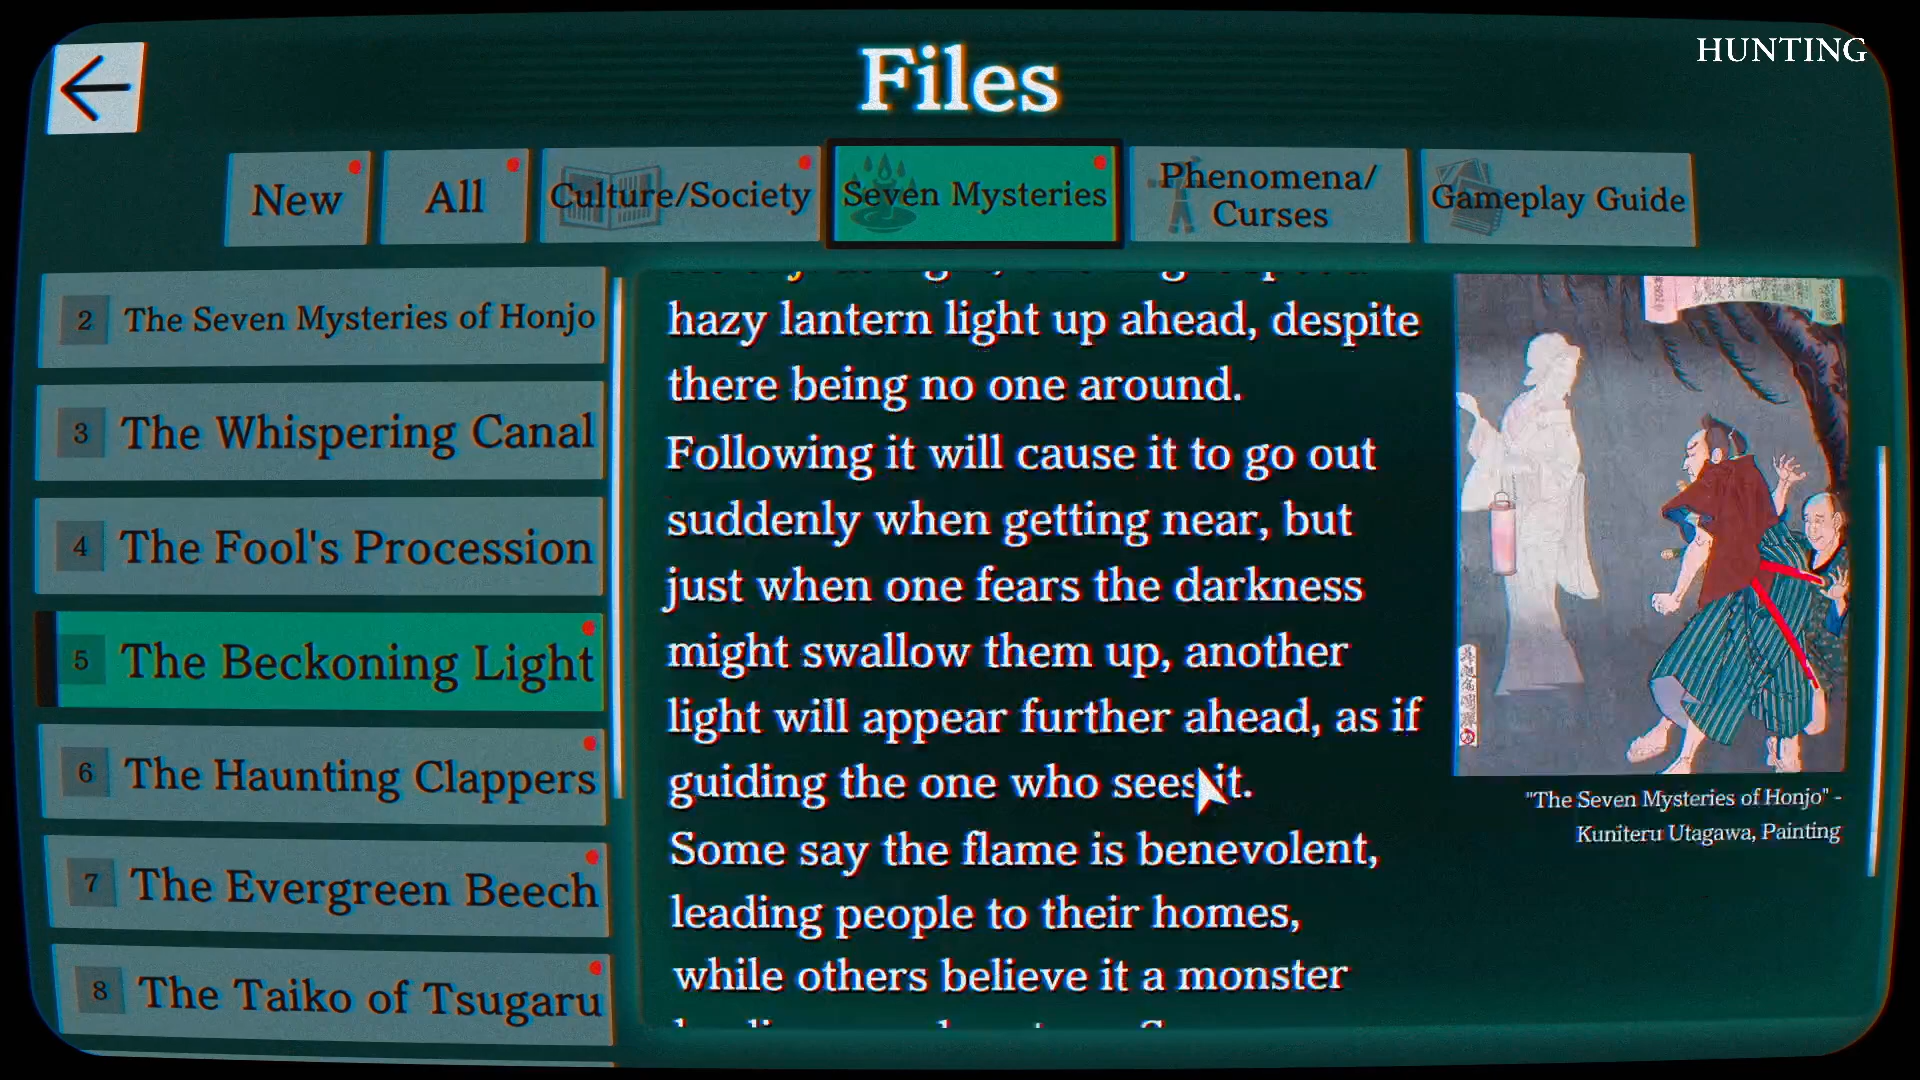 HUNTING
Files
New
All
Culture/Society
Seven Mysteries
Phenomena/
Curses
Gameplay Guide
2 The Seven Mysteries of Honjo
3 The Whispering Canal
4 The Fool's Procession
5 The Beckoning Light
6 The Haunting Clappers
7 The Evergreen Beech
8 The Taiko of Tsugaru
hazy lantern light up ahead, despite
there being no one around.
Following it will cause it to go out
suddenly when getting near, but
just when one fears the darkness
might swallow them up, another
light will appear further ahead, as if
guiding the one who sees it.
Some say the flame is benevolent,
leading people to their homes,
while others believe it a monster
"The Seven Mysteries of Honjo" -
Kuniteru Utagawa, Painting